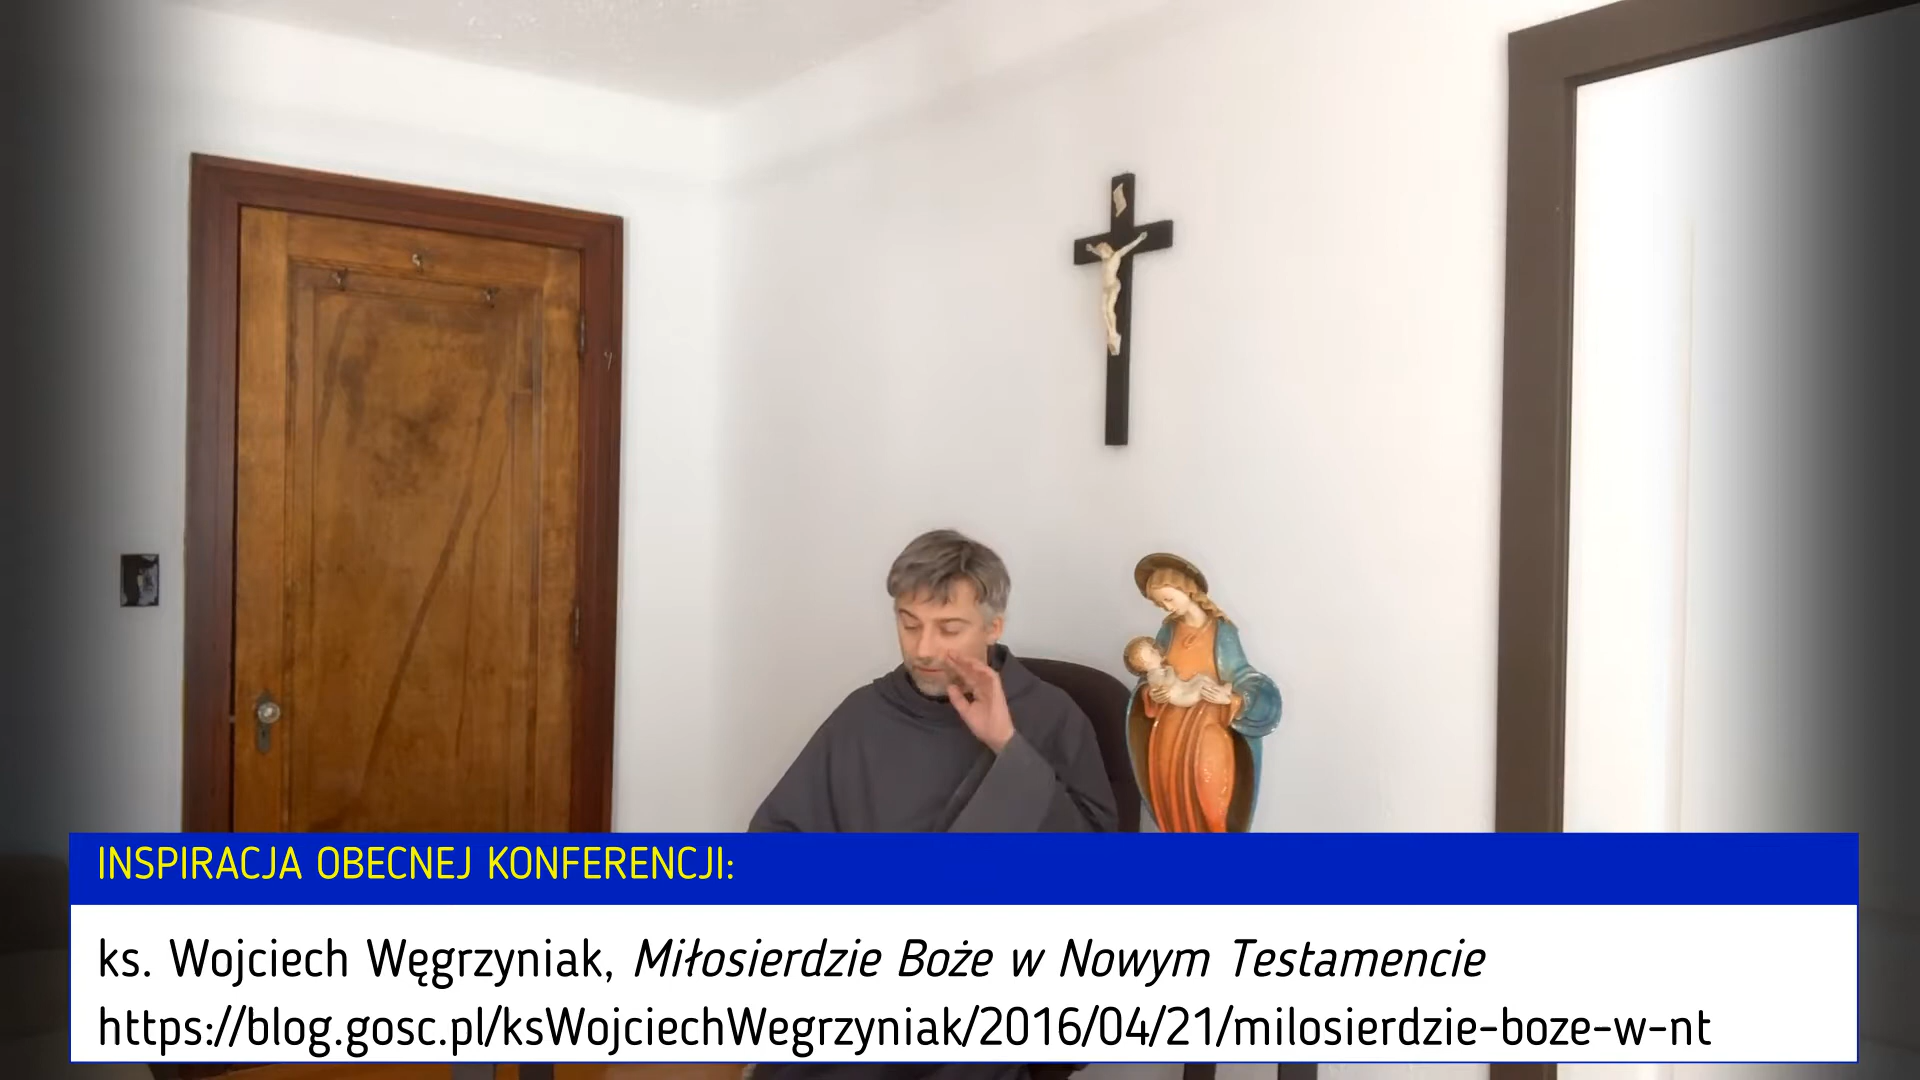 INSPIRACJA OBECNEJ KONFERENCJI:
ks. Wojciech Węgrzyniak, Miłosierdzie Boże w Nowym Testamencie
https://blog.gosc.pl/ksWojciechWegrzyniak/2016/04/21/milosierdzie-boze-w-nt